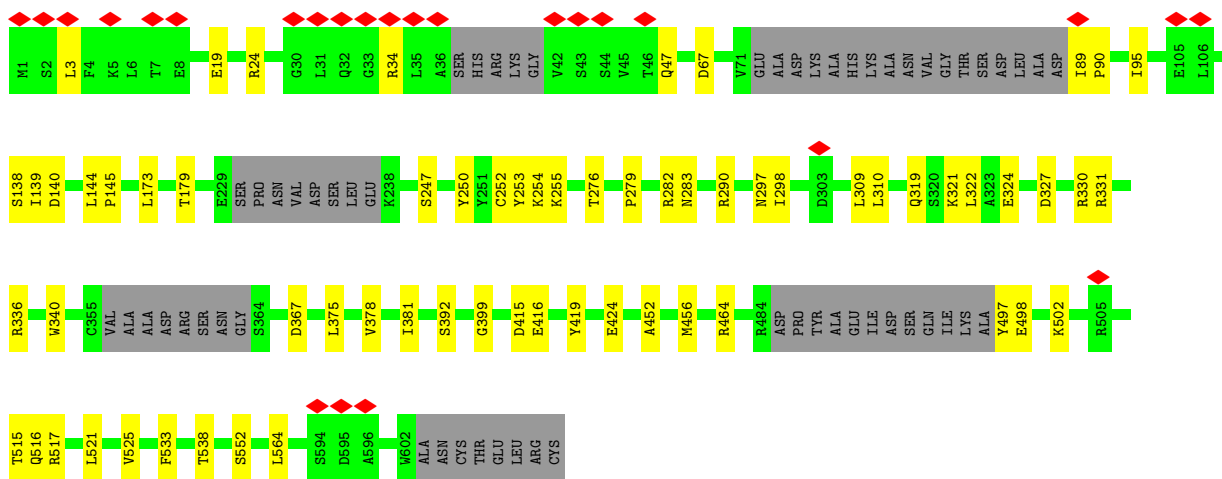 M1 S2 L3 F4 K5 L6 T7 E8 E19 R24 G30 L31 Q32 G33 R34 L35 A36 SER HIS ARG LYS GLY V42 S43 S44 V45 T46 Q47 D67 V71 GLU ALA ASP LYS ALA HIS LYS ALA ASN VAL GLY THR SER ASP LEU ALA ASP I89 P90 I95 E105 L106
S138 I139 D140 L144 P145 L173 T179 E229 SER PRO ASN VAL ASP SER LEU GLU K238 S247 Y250 Y251 C252 Y253 K254 K255 T276 P279 R282 N283 R290 N297 I298 D303 L309 L310 Q319 S320 K321 L322 A323 E324 D327 R330 R331
R336 W340 C355 VAL ALA ALA ASP ARG SER ASN GLY S364 D367 L375 V378 I381 S392 G399 D415 E416 Y419 E424 A452 M456 R464 R484 ASP PRO TYR ALA GLU ILE ASP SER GLN ILE LYS ALA Y497 E498 K502 R505
T515 Q516 R517 L521 V525 F533 T538 S552 L564 S594 D595 A596 W602 ALA ASN CYS THR GLU LEU ARG CYS